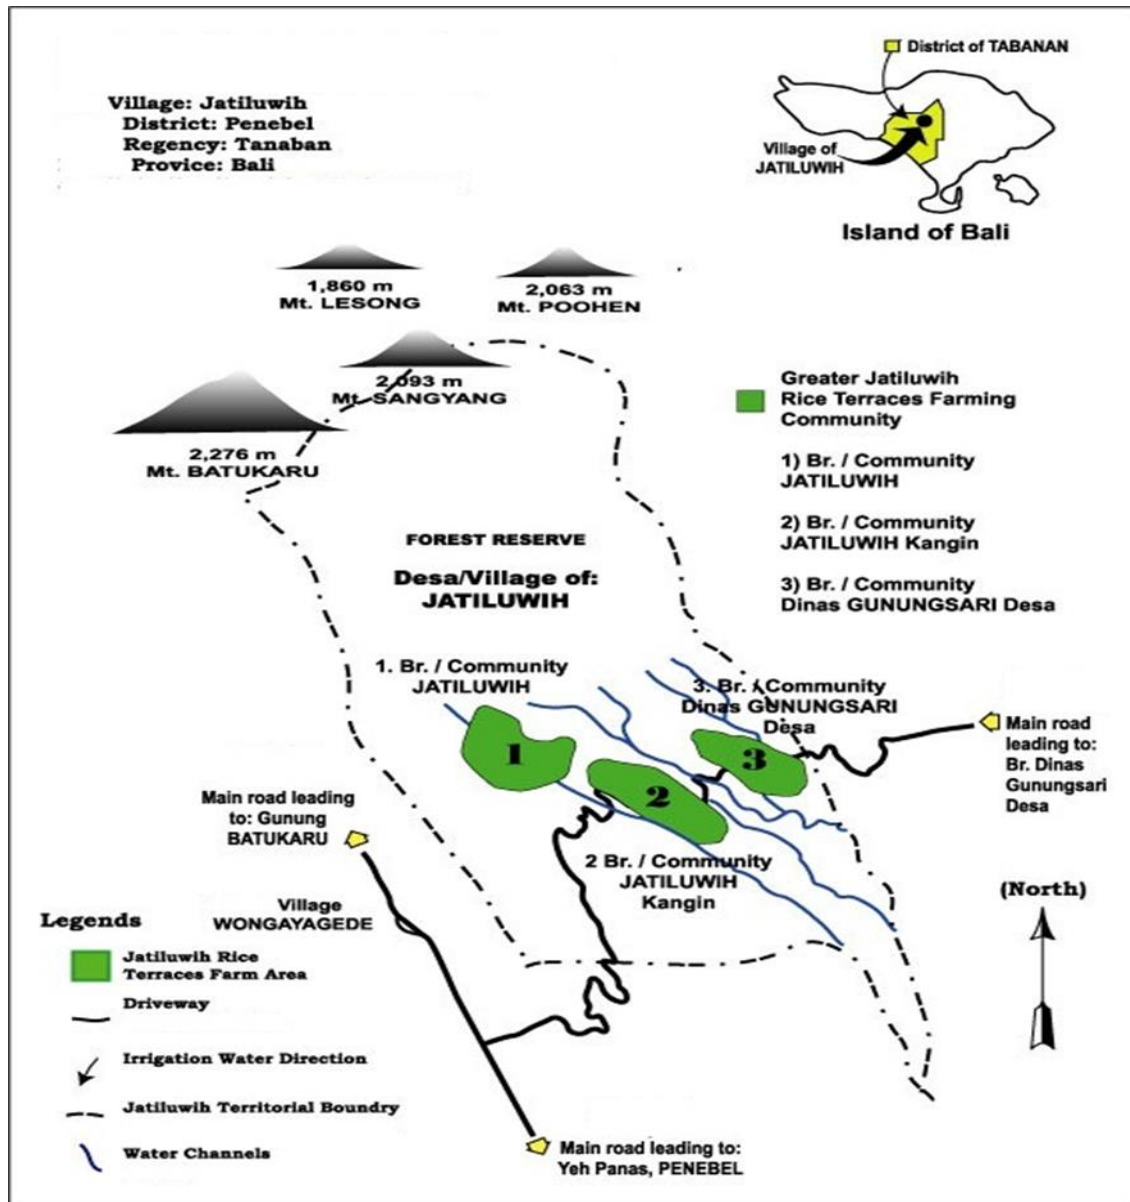 Village: Jatiluwih
District: Penebel
Regency: Tanaban
Provice: Bali
District of TABANAN
Village of
JATILUWIH
Island of Bali
1,860 m
Mt. LESONG
2,063 m
Mt. POOHEN
2,093 m
Mt. SANGYANG
2,276 m
Mt. BATUKARU
Greater Jatiluwih
Rice Terraces Farming
Community
1) Br. / Community
JATILUWIH
2) Br. / Community
JATILUWIH Kangin
3) Br. / Community
Dinas GUNUNGSARI Desa
FOREST RESERVE
Desa/Village of:
JATILUWIH
1. Br. / Community
JATILUWIH
3. Br. / Community
Dinas GUNUNGSARI
Desa
1
2
3
Main road
leading to:
Br. Dinas
Gunungsari
Desa
Main road leading
to: Gunung
BATUKARU
2 Br. / Community
JATILUWIH
Kangin
Village
WONGAYAGEDE
(North)
Legends
Jatiluwih Rice
Terraces Farm Area
Driveway
Irrigation Water Direction
Jatiluwih Territorial Boundry
Water Channels
Main road leading to:
Yeh Panas, PENEBEL